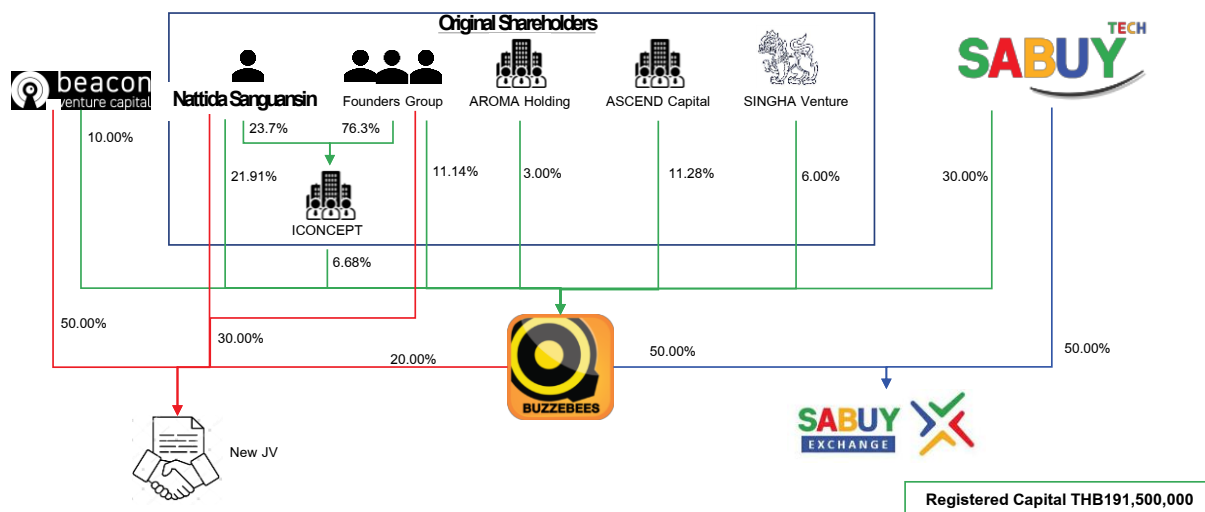 Original Shareholders
TECH
SABUY
beacon
venture capital
Nattida Sanguansin
Founders Group
AROMA Holding
ASCEND Capital
SINGHA Venture
10.00%
23.7%
76.3%
21.91%
11.14%
3.00%
11.28%
6.00%
30.00%
ICONCEPT
6.68%
50.00%
30.00%
20.00%
50.00%
50.00%
BUZZEBEES
SABUY
EXCHANGE
New JV
Registered Capital THB191,500,000